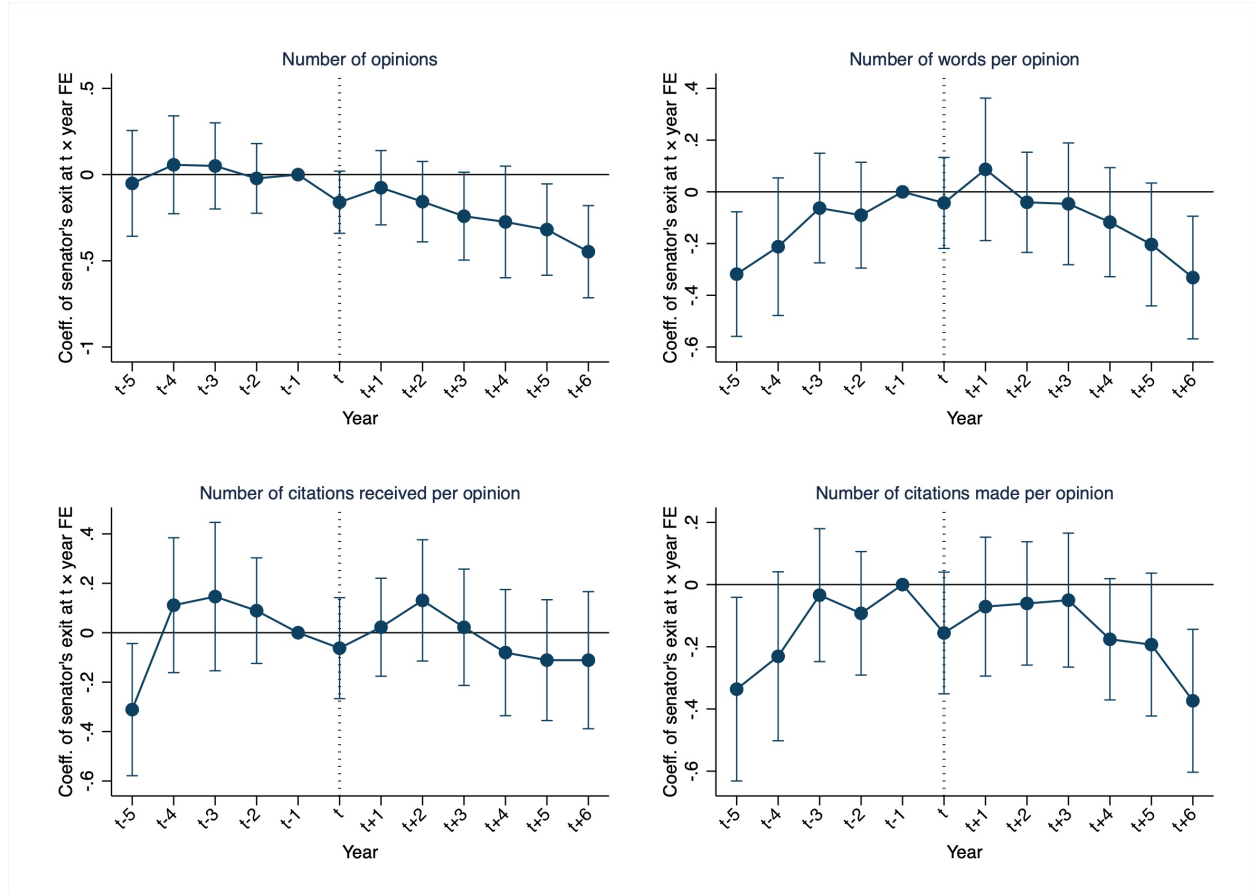 Number of opinions
Coeff. of senator's exit at t × year FE
.5
0
-.5
-1
t-5 t-4 t-3 t-2 t-1 t t+1 t+2 t+3 t+4 t+5 t+6
Year
Number of words per opinion
Coeff. of senator's exit at t × year FE
.4
.2
0
-.2
-.4
-.6
t-5 t-4 t-3 t-2 t-1 t t+1 t+2 t+3 t+4 t+5 t+6
Year
Number of citations received per opinion
Coeff. of senator's exit at t × year FE
.4
.2
0
-.2
-.4
-.6
t-5 t-4 t-3 t-2 t-1 t t+1 t+2 t+3 t+4 t+5 t+6
Year
Number of citations made per opinion
Coeff. of senator's exit at t × year FE
.2
0
-.2
-.4
-.6
t-5 t-4 t-3 t-2 t-1 t t+1 t+2 t+3 t+4 t+5 t+6
Year